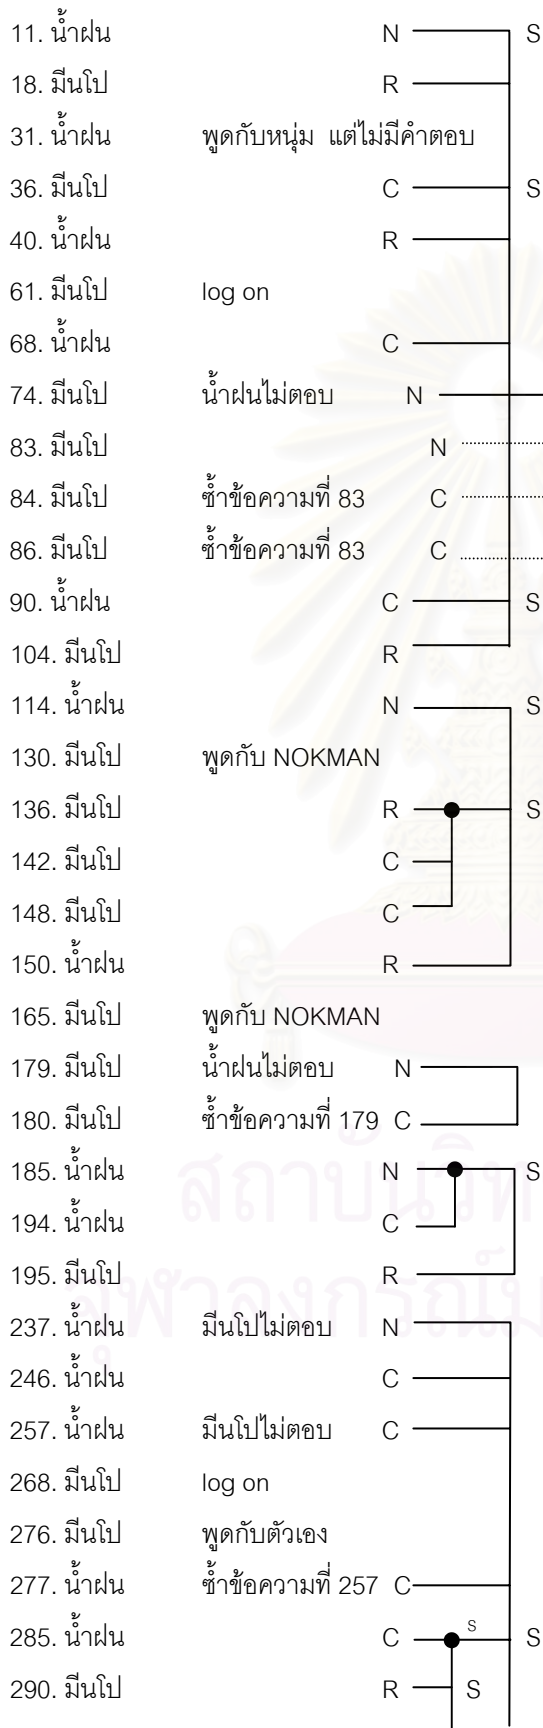 11. น้ำฝน N S
18. มีนโป R
31. น้ำฝน พูดกับหนุ่ม แต่ไม่มีคำตอบ
36. มีนโป C S
40. น้ำฝน R
61. มีนโป log on
68. น้ำฝน C
74. มีนโป น้ำฝนไม่ตอบ N
83. มีนโป N
84. มีนโป ซ้ำข้อความที่ 83 C
86. มีนโป ซ้ำข้อความที่ 83 C
90. น้ำฝน C S
104. มีนโป R
114. น้ำฝน N S
130. มีนโป พูดกับ NOKMAN
136. มีนโป R S
142. มีนโป C
148. มีนโป C
150. น้ำฝน R
165. มีนโป พูดกับ NOKMAN
179. มีนโป น้ำฝนไม่ตอบ N
180. มีนโป ซ้ำข้อความที่ 179 C
185. น้ำฝน N S
194. น้ำฝน C
195. มีนโป R
237. น้ำฝน มีนโปไม่ตอบ N
246. น้ำฝน C
257. น้ำฝน มีนโปไม่ตอบ C
268. มีนโป log on
276. มีนโป พูดกับตัวเอง
277. น้ำฝน ซ้ำข้อความที่ 257 C
285. น้ำฝน C S S
290. มีนโป R S